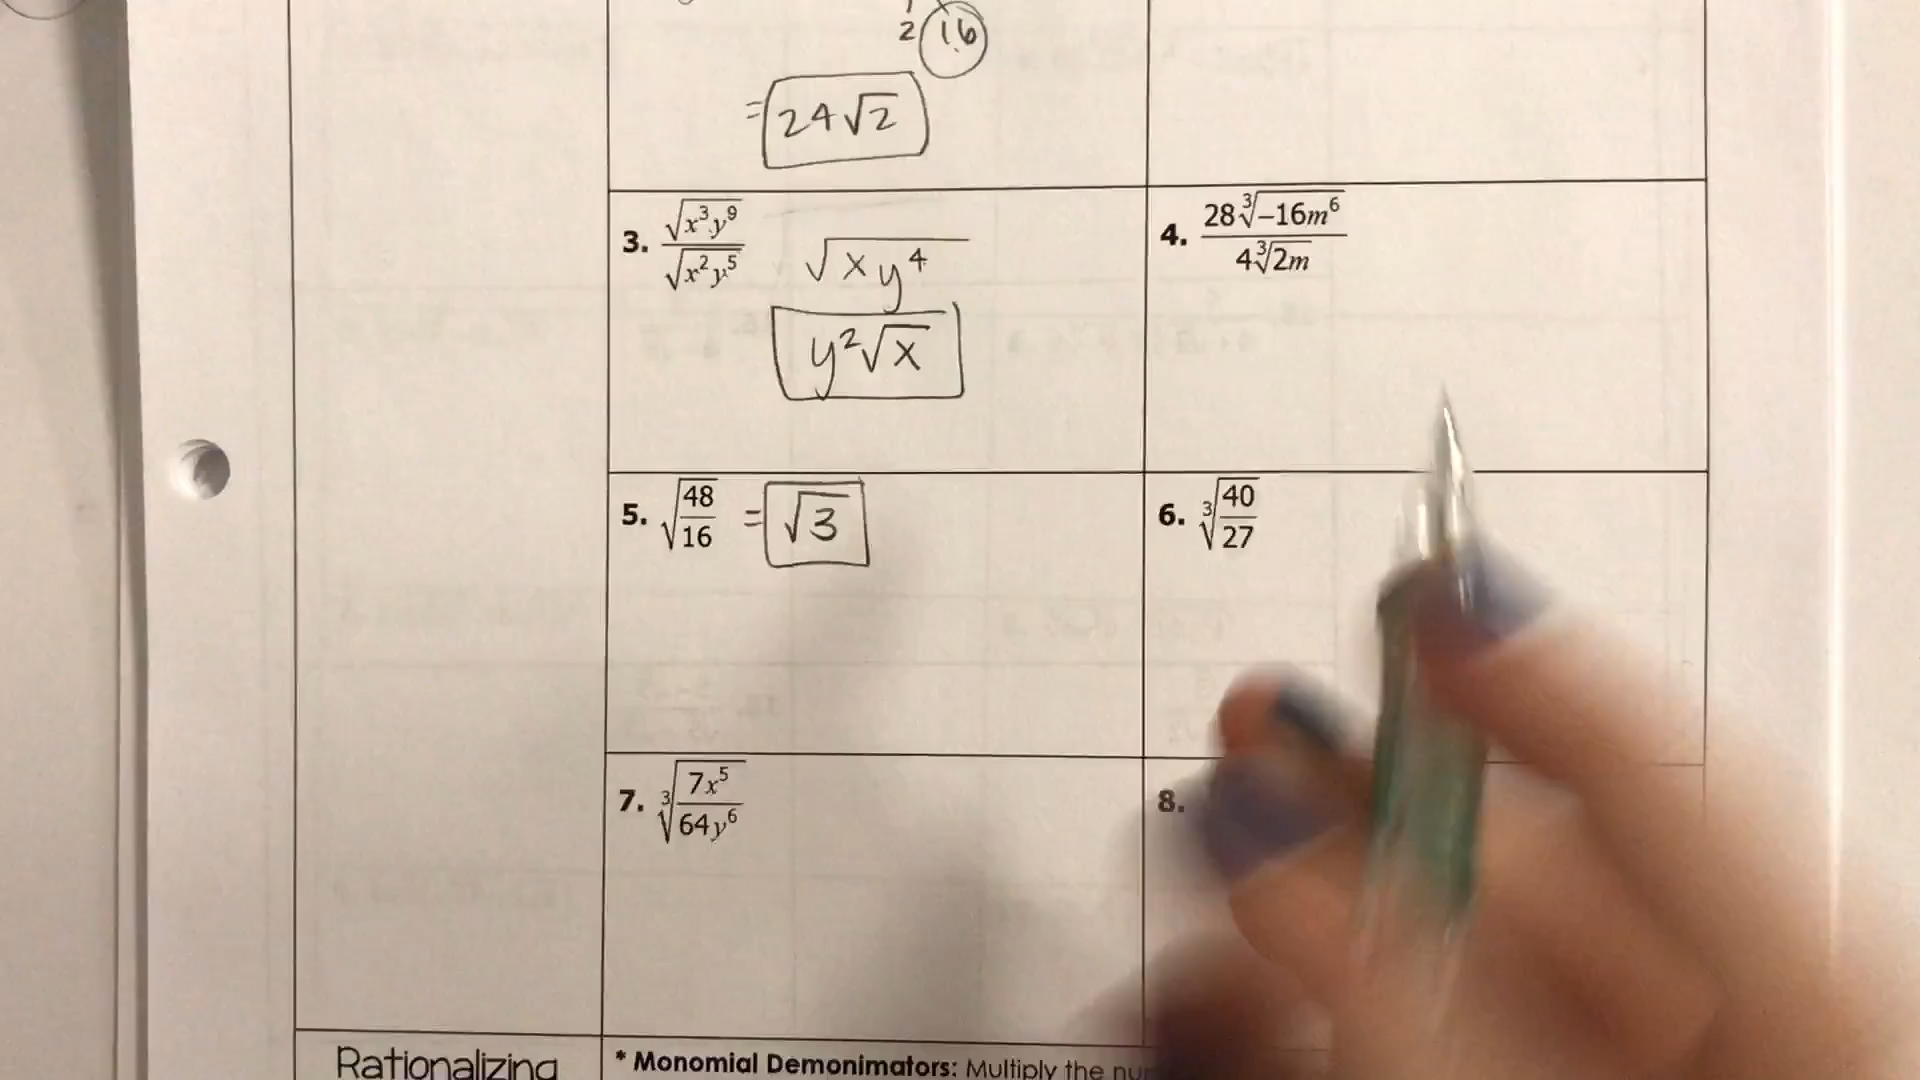 2 16
= 24√2
3. √x³y⁹ / √x²y⁵
√xy⁴
y²√x
4. 28∛-16m⁶ / 4∛2m
5. √48/16 = √3
6. ∛40/27
7. ∛7x⁵/64y⁶
8.
Rationalizing
* Monomial Demonimators: Multiply the